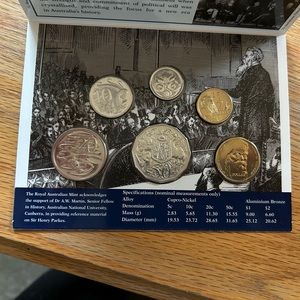 and commitment of political will was
crystallised, providing the focus for a new era
in Australia's history.
The Royal Australian Mint acknowledges
the support of Dr A.W. Martin, Senior Fellow
in History, Australian National University,
Canberra, in providing reference material
on Sir Henry Parkes.
Specifications (nominal measurements only)
Alloy Cupro-Nickel Aluminium Bronze
Denomination 5c 10c 20c 50c $1 $2
Mass (g) 2.83 5.65 11.30 15.55 9.00 6.60
Diameter (mm) 19.53 23.72 28.65 31.65 25.12 20.62